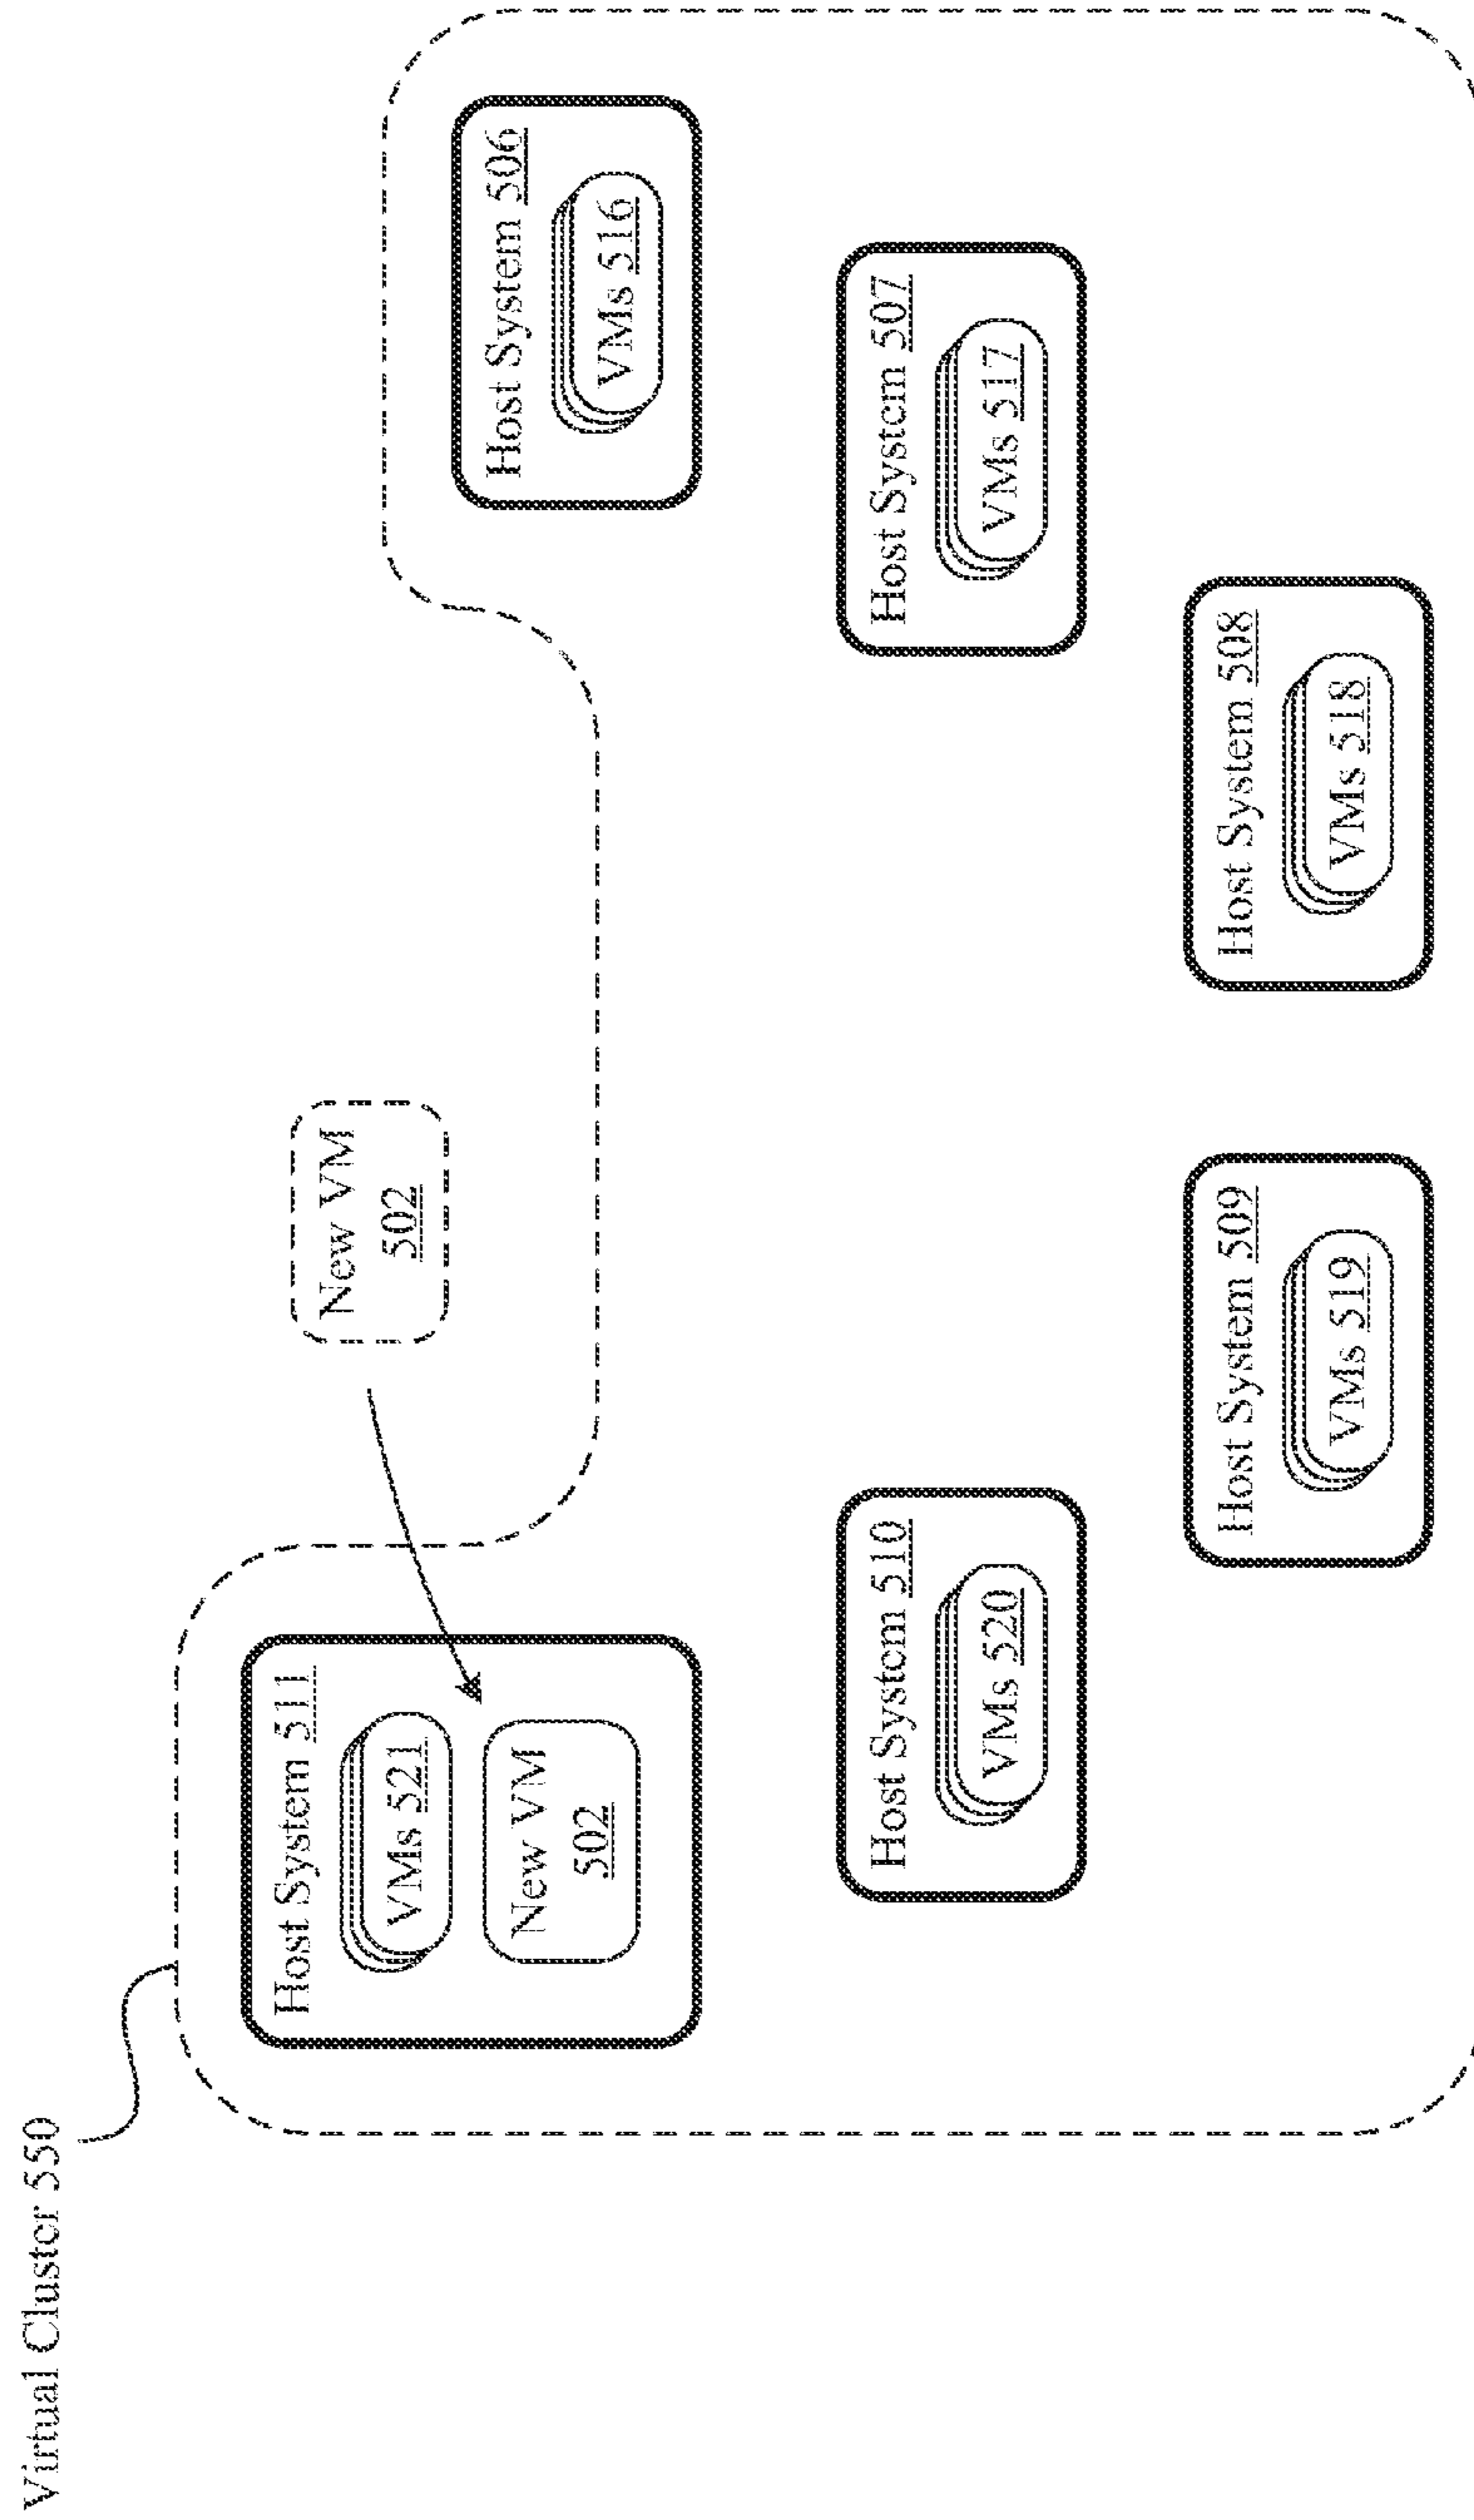 Virtual Cluster 550
Host System 511
VMs 521
New VM
502
New VM
502
Host System 506
VMs 516
Host System 510
VMs 520
Host System 507
VMs 517
Host System 509
VMs 519
Host System 508
VMs 518